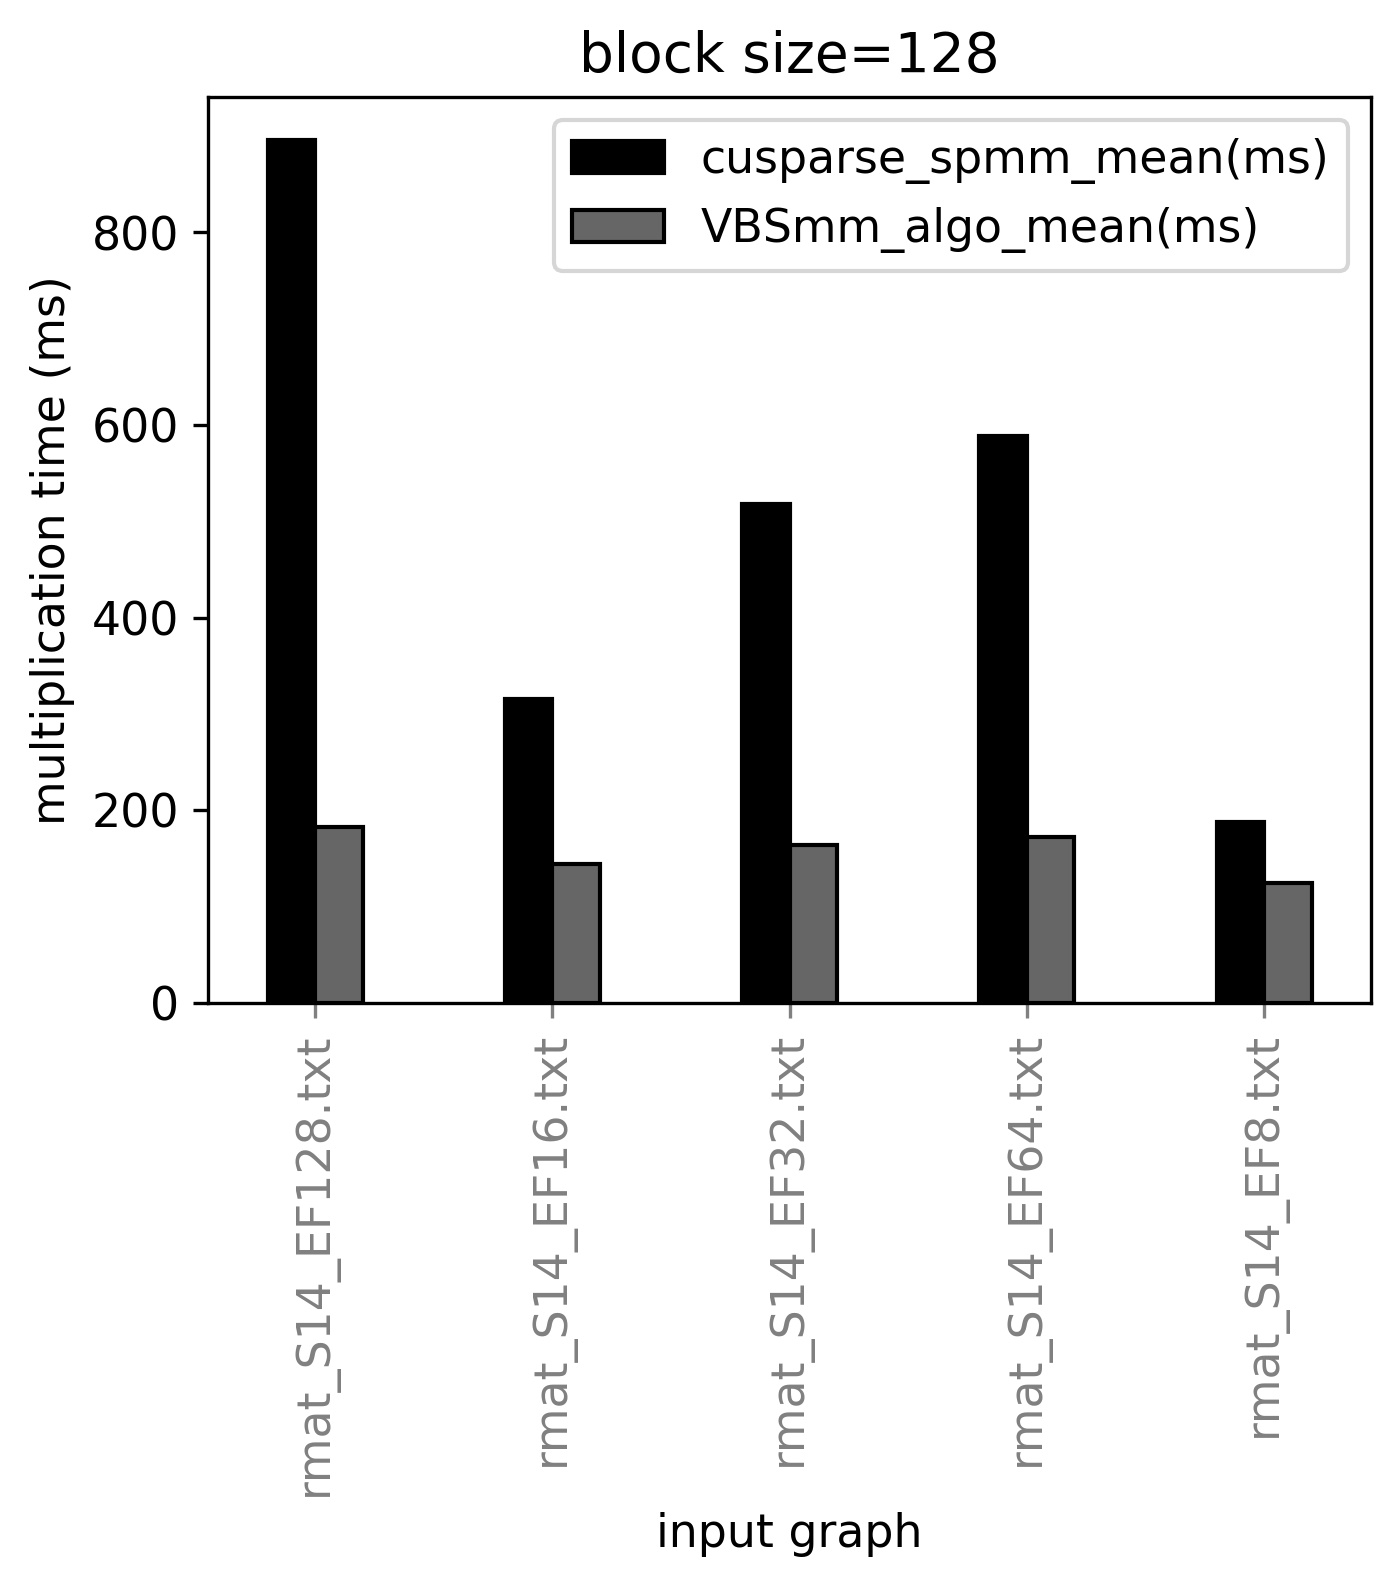 block size=128
cusparse_spmm_mean(ms)
VBSmm_algo_mean(ms)
multiplication time (ms)
800
600
400
200
0
rmat_S14_EF128.txt
rmat_S14_EF16.txt
rmat_S14_EF32.txt
rmat_S14_EF64.txt
rmat_S14_EF8.txt
input graph